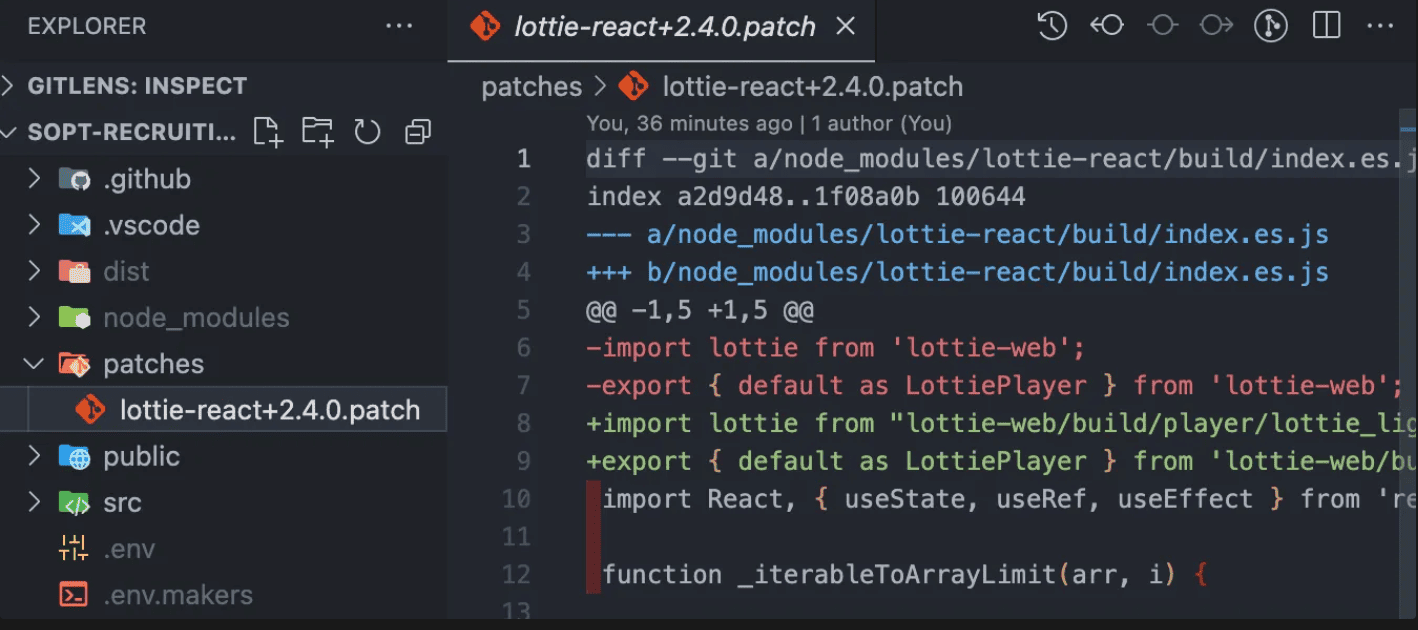 EXPLORER
GITLENS: INSPECT
SOPT-RECRUITI...
.github
.vscode
dist
node_modules
patches
lottie-react+2.4.0.patch
public
src
.env
.env.makers
lottie-react+2.4.0.patch
patches > lottie-react+2.4.0.patch
You, 36 minutes ago | 1 author (You)
1 diff --git a/node_modules/lottie-react/build/index.es.j
2 index a2d9d48..1f08a0b 100644
3 --- a/node_modules/lottie-react/build/index.es.js
4 +++ b/node_modules/lottie-react/build/index.es.js
5 @@ -1,5 +1,5 @@
6 -import lottie from 'lottie-web';
7 -export { default as LottiePlayer } from 'lottie-web';
8 +import lottie from "lottie-web/build/player/lottie_lig
9 +export { default as LottiePlayer } from 'lottie-web/bu
10 import React, { useState, useRef, useEffect } from 're
11
12 function _iterableToArrayLimit(arr, i) {
13